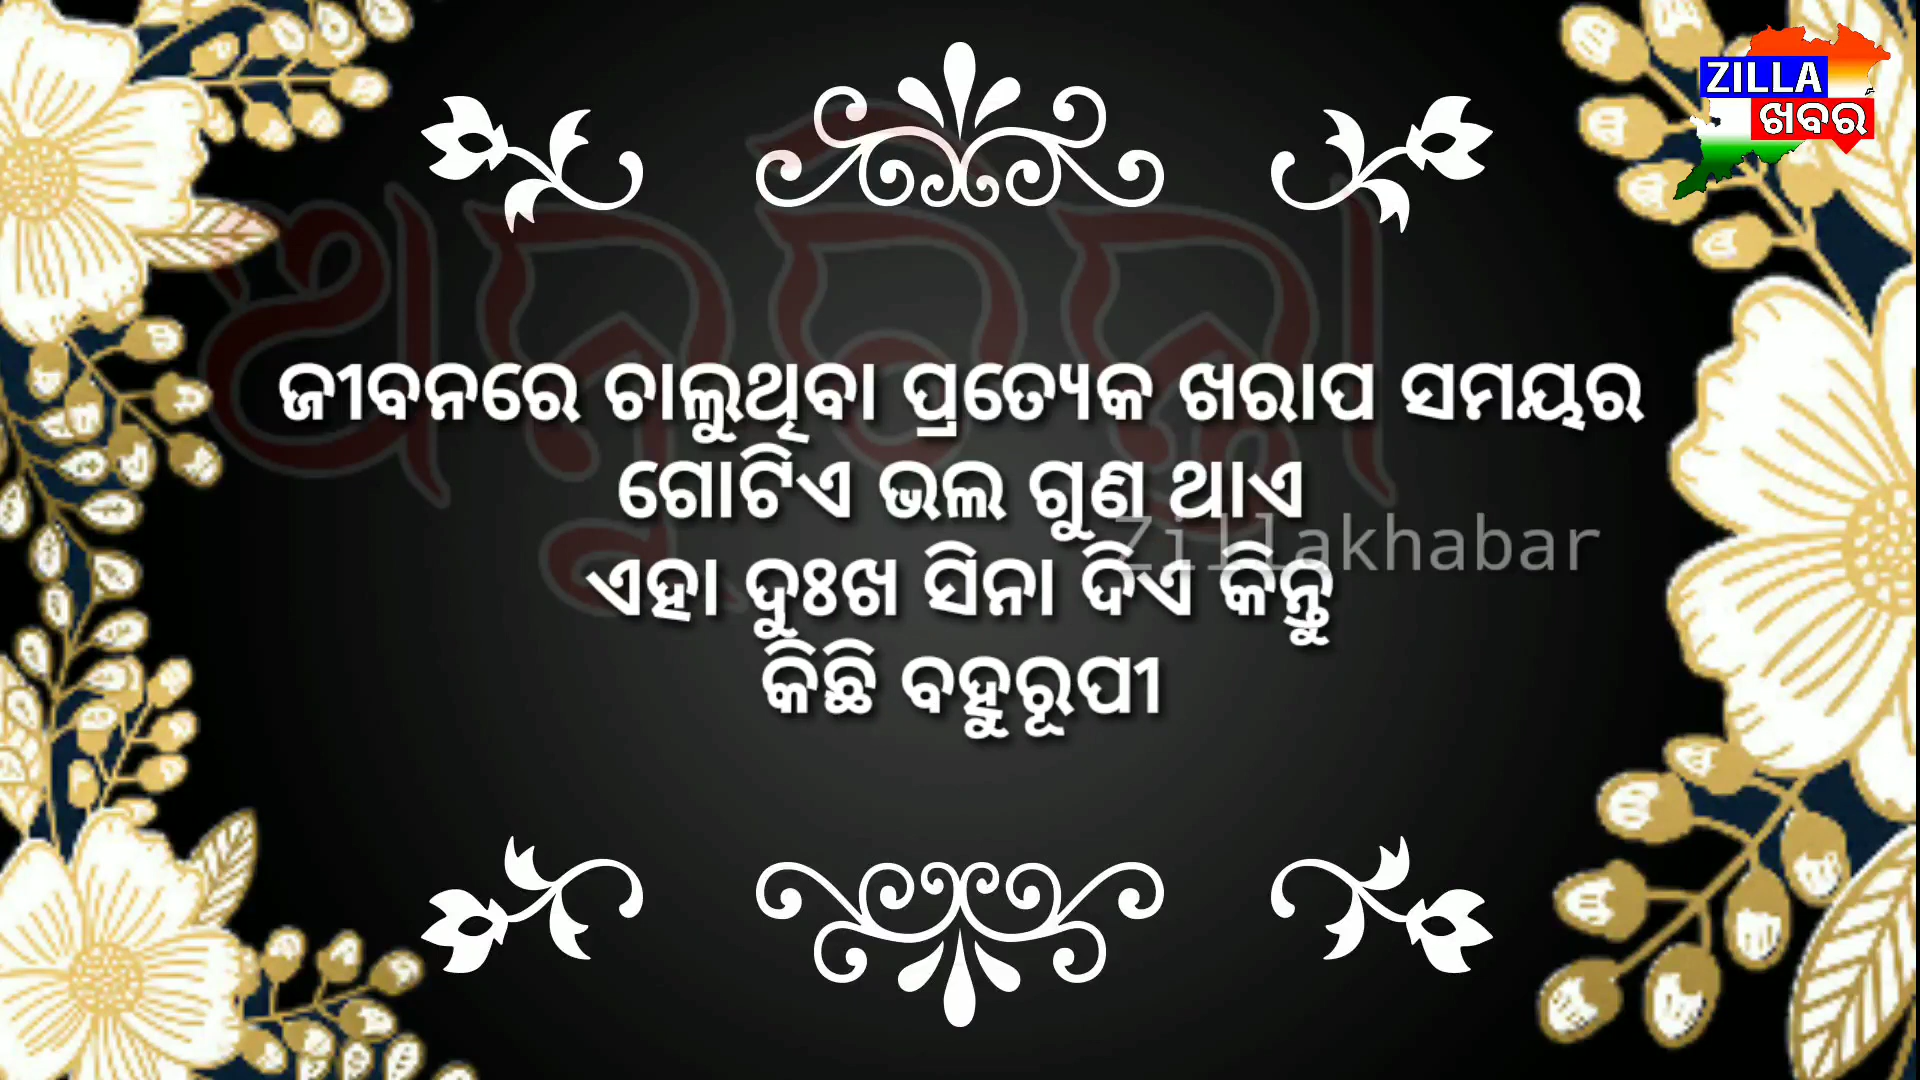 ZILLA
ଖବର
ଜୀବନରେ ଚାଲୁଥିବା ପ୍ରତ୍ୟେକ ଖରାପ ସମୟର
ଗୋଟିଏ ଭଲ ଗୁଣ ଥାଏ
Zillakhabar
ଏହା ଦୁଃଖ ସିନା ଦିଏ କିନ୍ତୁ
କିଛି ବହୁରୂପୀ